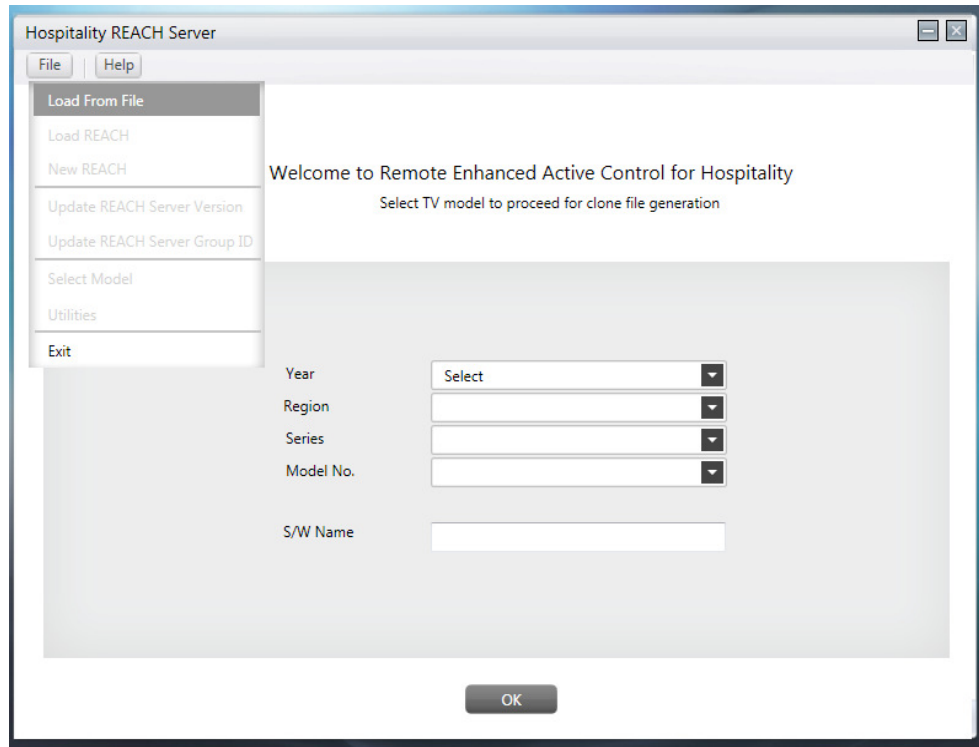 Hospitality REACH Server
File Help
Load From File
Load REACH
New REACH
Update REACH Server Version
Update REACH Server Group ID
Select Model
Utilities
Exit
Welcome to Remote Enhanced Active Control for Hospitality
Select TV model to proceed for clone file generation
Year Select
Region
Series
Model No.
S/W Name
OK